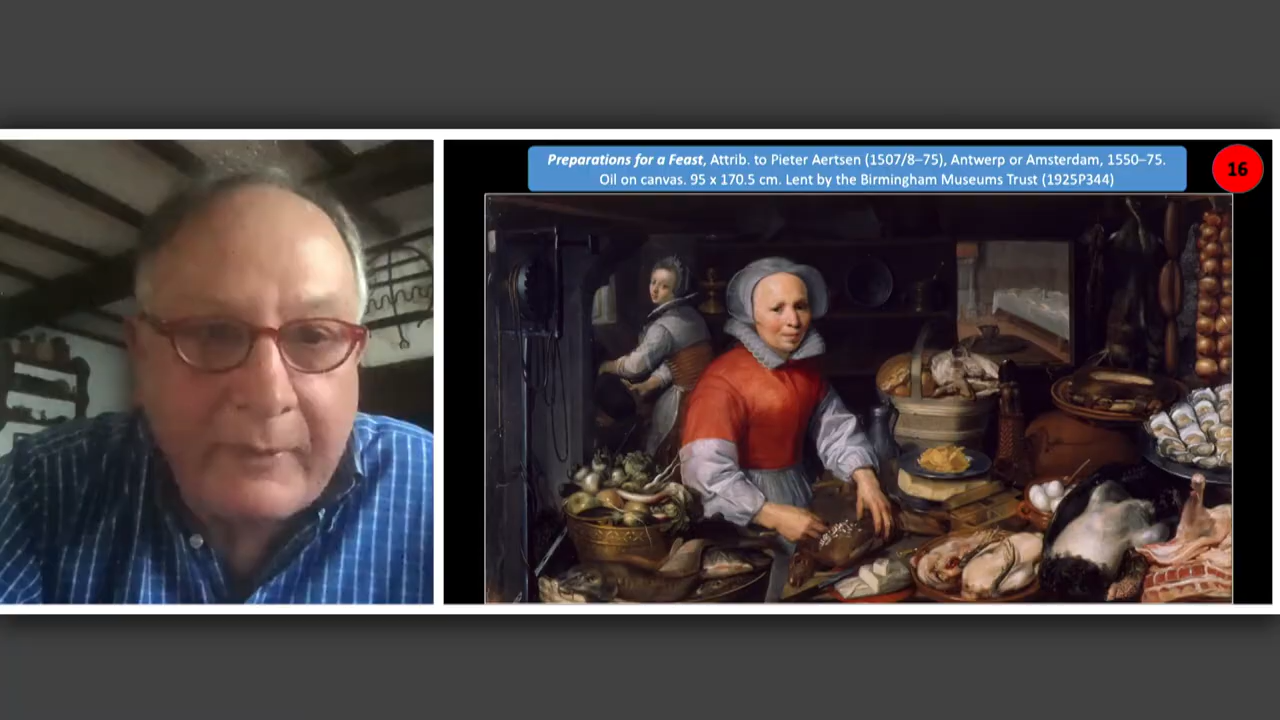 Preparations for a Feast, Attrib. to Pieter Aertsen (1507/8–75), Antwerp or Amsterdam, 1550–75.
Oil on canvas. 95 x 170.5 cm. Lent by the Birmingham Museums Trust (1925P344)
16